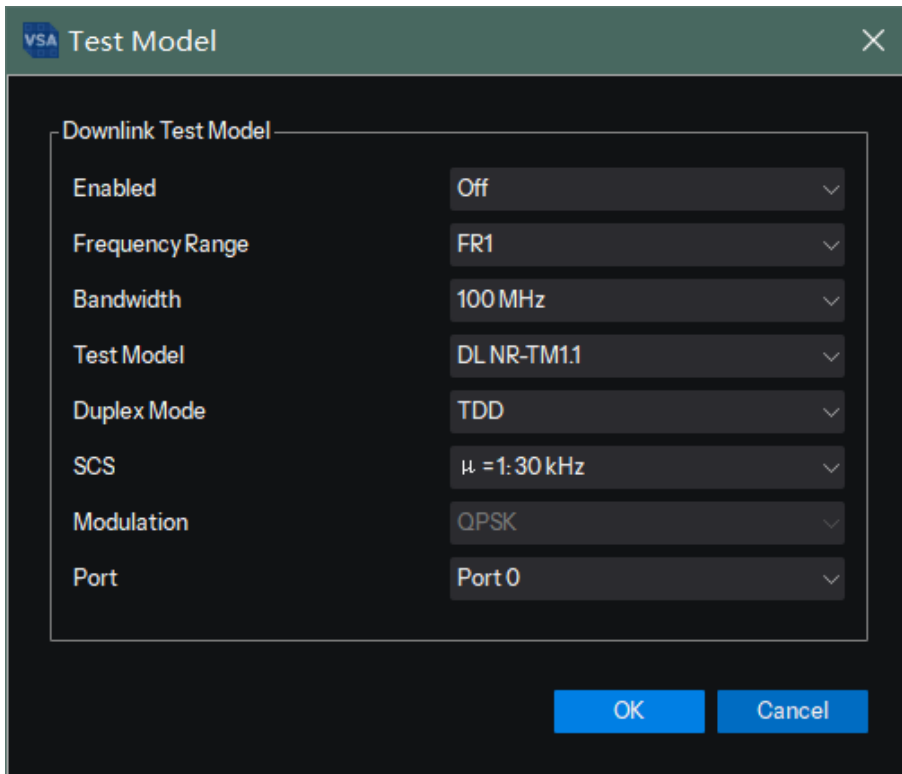 VSA Test Model
Downlink Test Model
Enabled Off
Frequency Range FR1
Bandwidth 100 MHz
Test Model DL NR-TM1.1
Duplex Mode TDD
SCS μ =1: 30 kHz
Modulation QPSK
Port Port 0
OK Cancel